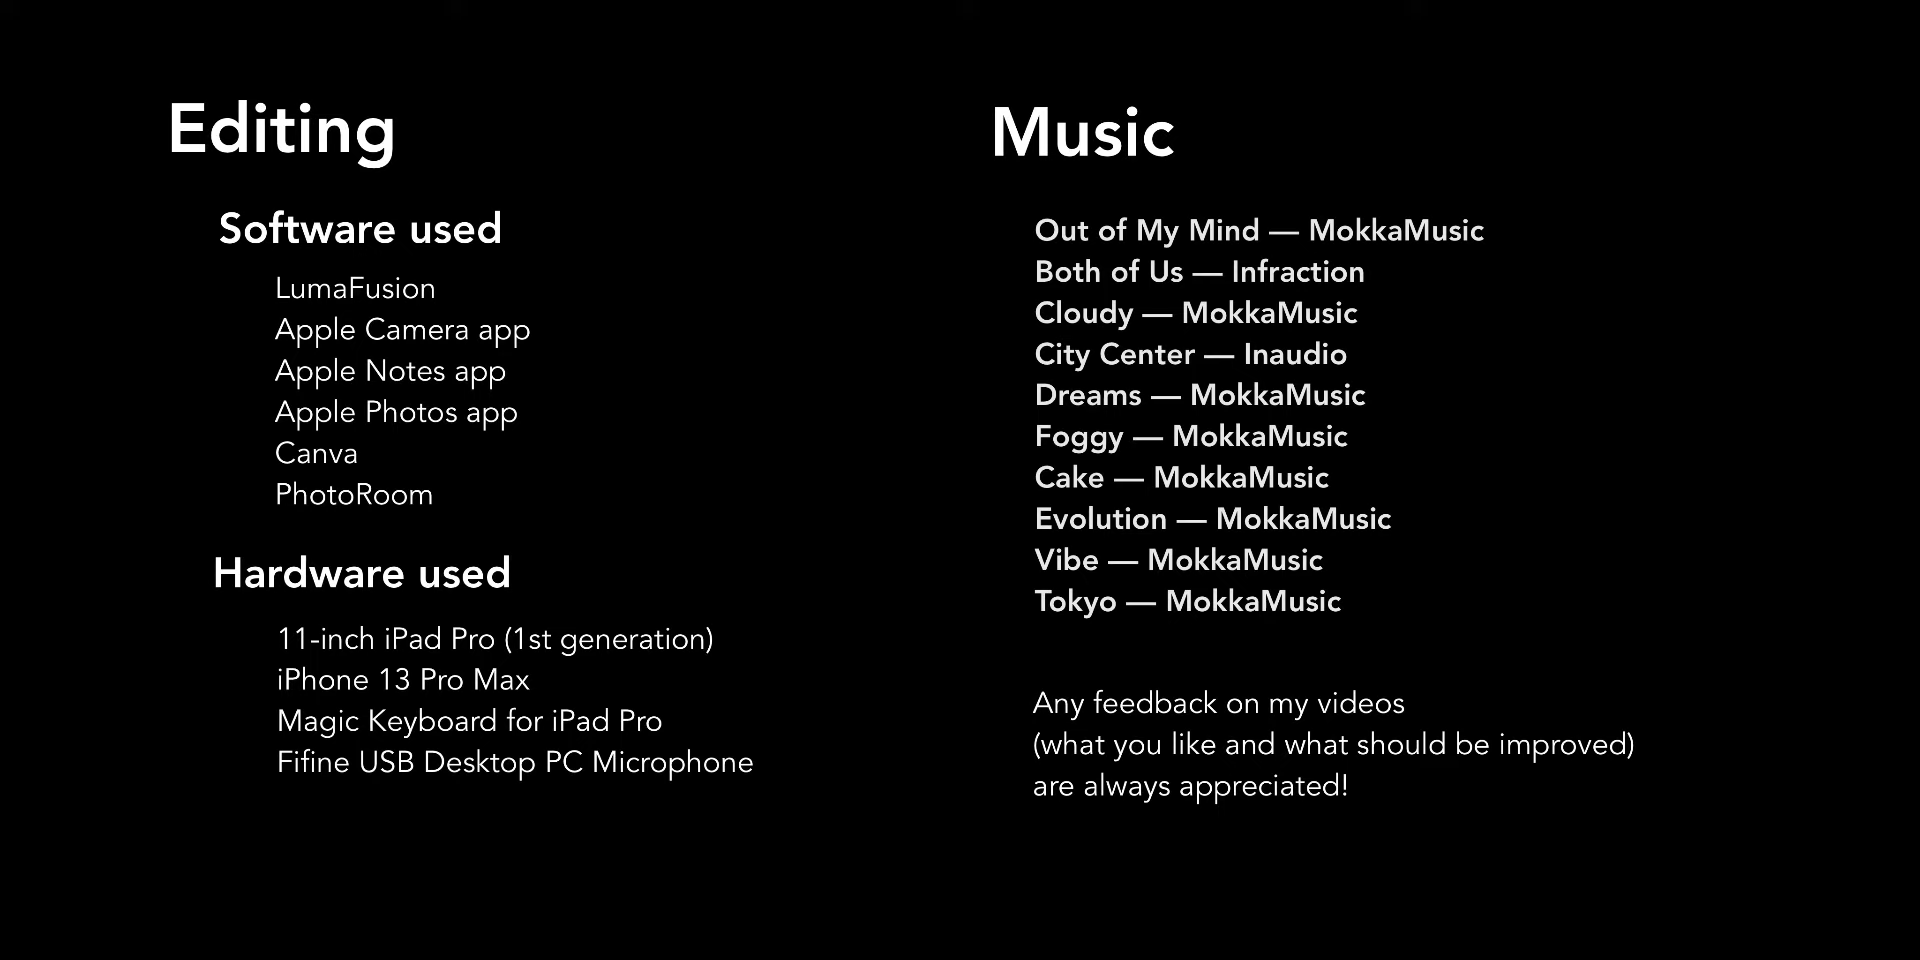 Editing
Software used
LumaFusion
Apple Camera app
Apple Notes app
Apple Photos app
Canva
PhotoRoom
Hardware used
11-inch iPad Pro (1st generation)
iPhone 13 Pro Max
Magic Keyboard for iPad Pro
Fifine USB Desktop PC Microphone
Music
Out of My Mind — MokkaMusic
Both of Us — Infraction
Cloudy — MokkaMusic
City Center — Inaudio
Dreams — MokkaMusic
Foggy — MokkaMusic
Cake — MokkaMusic
Evolution — MokkaMusic
Vibe — MokkaMusic
Tokyo — MokkaMusic
Any feedback on my videos
(what you like and what should be improved)
are always appreciated!